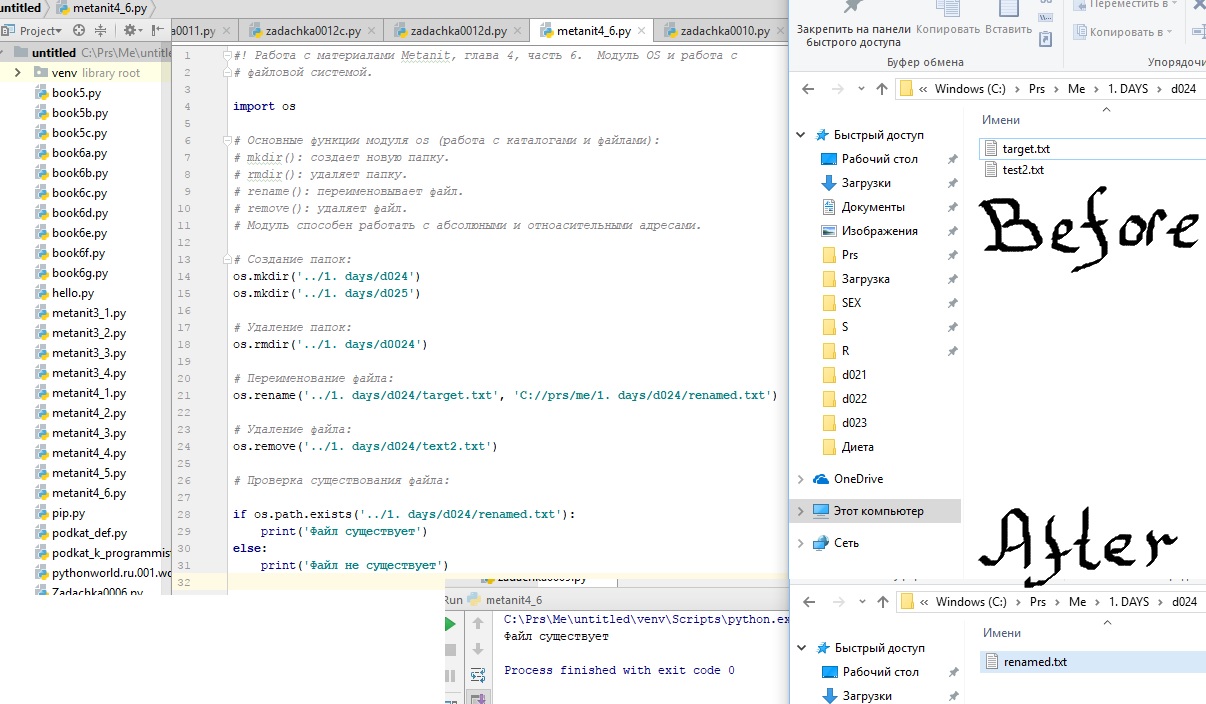 untitled
metanit4_6.py
Project
a0011.py
zadachka0012c.py
zadachka0012d.py
metanit4_6.py
zadachka0010.py
untitled C:\Prs\Me\untitle
venv library root
book5.py
book5b.py
book5c.py
book6a.py
book6b.py
book6c.py
book6d.py
book6e.py
book6f.py
book6g.py
hello.py
metanit3_1.py
metanit3_2.py
metanit3_3.py
metanit3_4.py
metanit4_1.py
metanit4_2.py
metanit4_3.py
metanit4_4.py
metanit4_5.py
metanit4_6.py
pip.py
podkat_def.py
podkat_k_programmis
pythonworld.ru.001.wo
Zadachka0006.py
1 #! Работа с материалами Metanit, глава 4, часть 6. Модуль OS и работа с
2 # файловой системой.
3
4 import os
5
6 # Основные функции модуля os (работа с каталогами и файлами):
7 # mkdir(): создает новую папку.
8 # rmdir(): удаляет папку.
9 # rename(): переименовывает файл.
10 # remove(): удаляет файл.
11 # Модуль способен работать с абсолюными и отноасительными адресами.
12
13 # Создание папок:
14 os.mkdir('../1. days/d024')
15 os.mkdir('../1. days/d025')
16
17 # Удаление папок:
18 os.rmdir('../1. days/d0024')
19
20 # Переименование файла:
21 os.rename('../1. days/d024/target.txt', 'C://prs/me/1. days/d024/renamed.txt')
22
23 # Удаление файла:
24 os.remove('../1. days/d024/text2.txt')
25
26 # Проверка существования файла:
27
28 if os.path.exists('../1. days/d024/renamed.txt'):
29 print('Файл существует')
30 else:
31 print('Файл не существует')
32
Run metanit4_6
C:\Prs\Me\untitled\venv\Scripts\python.ex
Файл существует
Process finished with exit code 0
Закрепить на панели быстрого доступа
Копировать
Вставить
Переместить в
Копировать в
Буфер обмена
Упорядочи
« Windows (C:) › Prs › Me › 1. DAYS › d024
Быстрый доступ
Рабочий стол
Загрузки
Документы
Изображения
Prs
Загрузка
SEX
S
R
d021
d022
d023
Диета
OneDrive
Этот компьютер
Сеть
Имени
target.txt
test2.txt
Before
After
« Windows (C:) › Prs › Me › 1. DAYS › d024
Быстрый доступ
Рабочий стол
Загрузки
Имени
renamed.txt